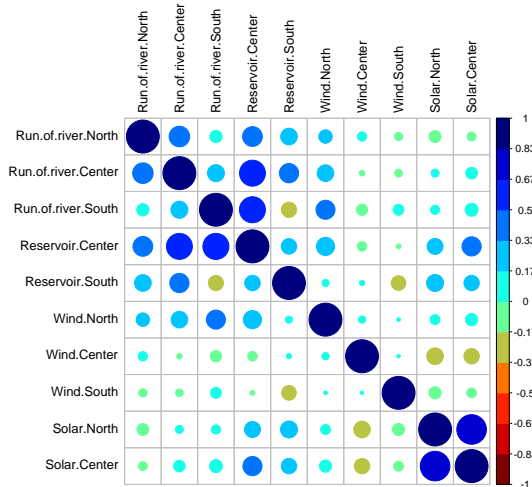 Run.of.river.North
Run.of.river.Center
Run.of.river.South
Reservoir.Center
Reservoir.South
Wind.North
Wind.Center
Wind.South
Solar.North
Solar.Center
Run.of.river.North
Run.of.river.Center
Run.of.river.South
Reservoir.Center
Reservoir.South
Wind.North
Wind.Center
Wind.South
Solar.North
Solar.Center
1
0.83
0.67
0.5
0.33
0.17
0
-0.1
-0.3
-0.5
-0.6
-0.8
-1